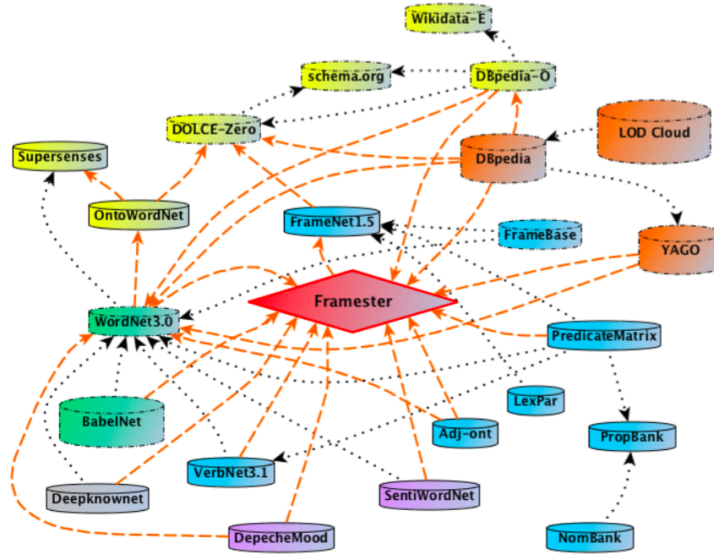 Wikidata-E
schema.org
DBpedia-O
DOLCE-Zero
LOD Cloud
Supersenses
DBpedia
OntoWordNet
FrameNet1.5
FrameBase
YAGO
Framester
WordNet3.0
PredicateMatrix
LexPar
BabelNet
Adj-ont
PropBank
VerbNet3.1
Deepknownet
SentiWordNet
DepecheMood
NomBank